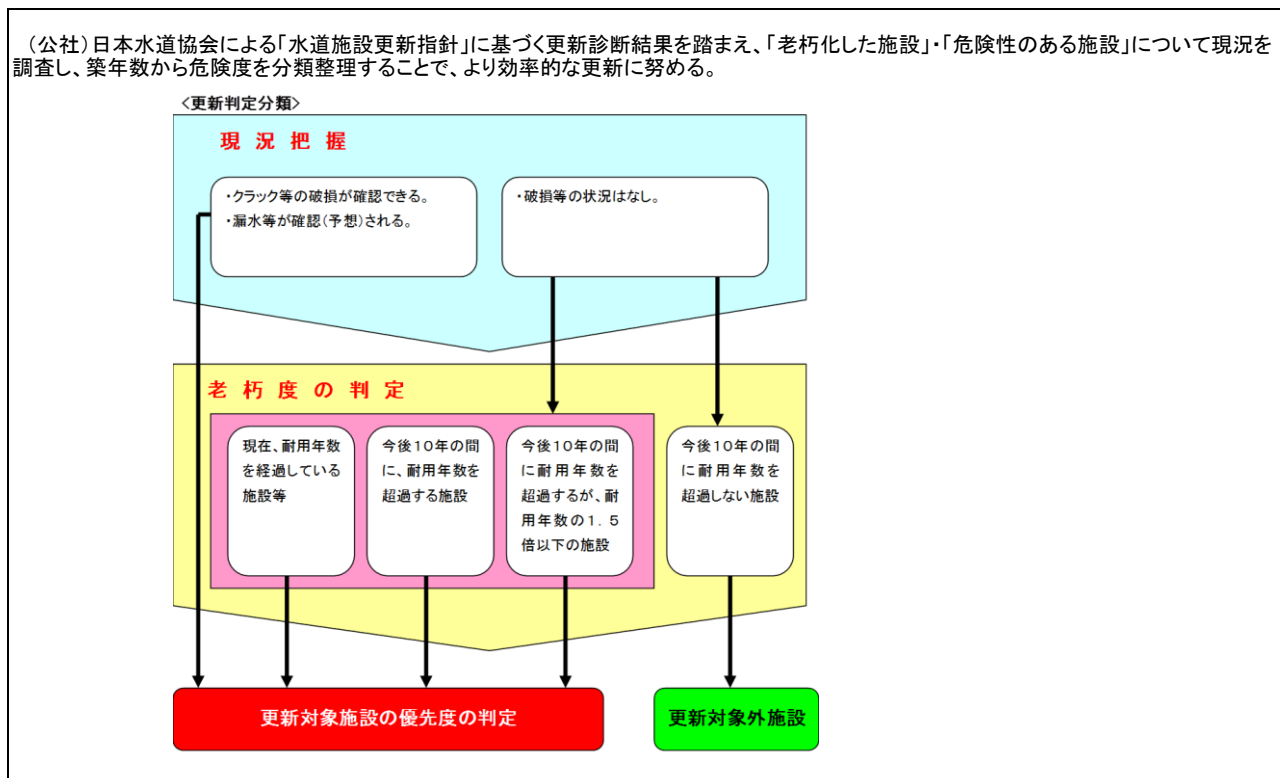 （公社）日本水道協会による「水道施設更新指針」に基づく更新診断結果を踏まえ、「老朽化した施設」・「危険性のある施設」について現況を
調査し、築年数から危険度を分類整理することで、より効率的な更新に努める。
<更新判定分類>
現況把握
・クラック等の破損が確認できる。
・漏水等が確認（予想）される。
・破損等の状況はなし。
老朽度の判定
現在、耐用年数
を経過している
施設等
今後１０年の間
に、耐用年数を
超過する施設
今後１０年の間
に耐用年数を
超過するが、耐
用年数の１．５
倍以下の施設
今後１０年の間
に耐用年数を
超過しない施設
更新対象施設の優先度の判定
更新対象外施設